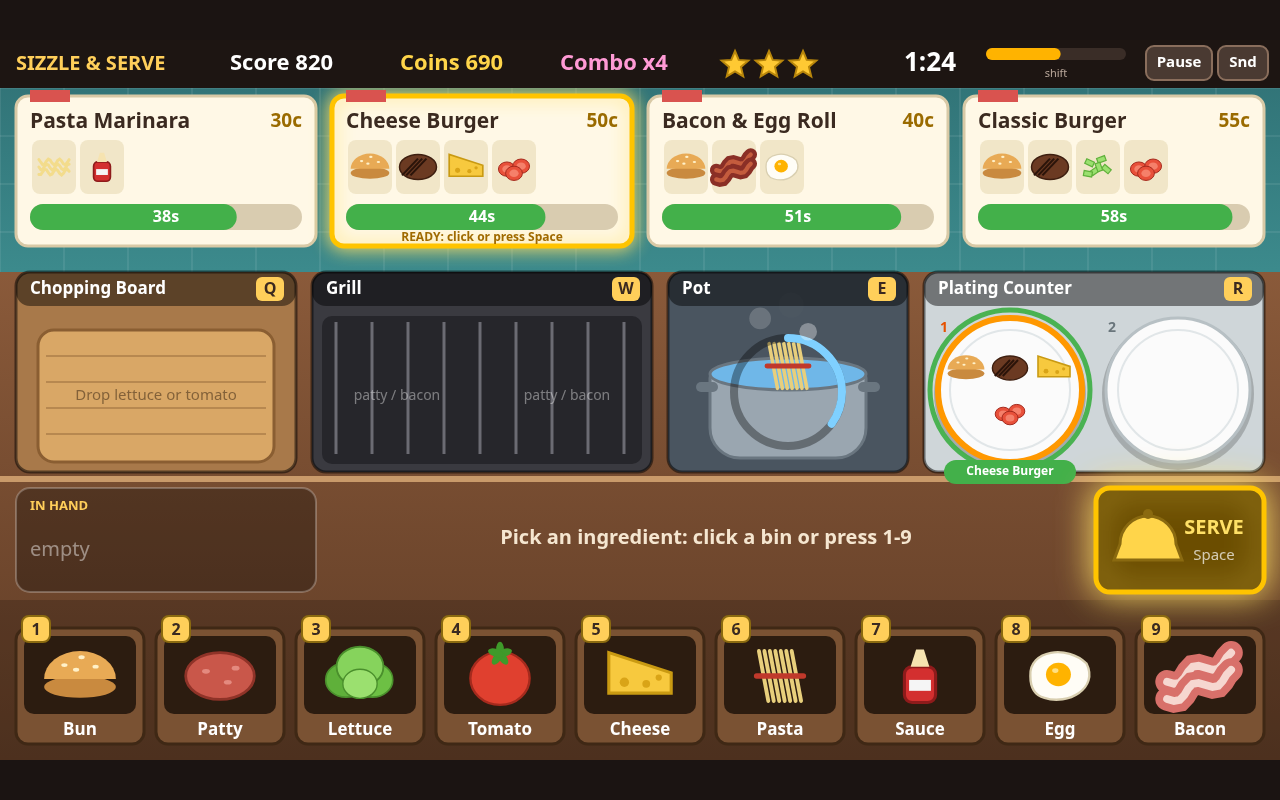 SIZZLE & SERVE
Score 820
Coins 690
Combo x4
1:24
shift
Pause
Snd
Pasta Marinara 30c
38s
Cheese Burger 50c
44s
READY: click or press Space
Bacon & Egg Roll 40c
51s
Classic Burger 55c
58s
Chopping Board Q
Drop lettuce or tomato
Grill W
patty / bacon
patty / bacon
Pot E
Plating Counter R
1
2
Cheese Burger
IN HAND
empty
Pick an ingredient: click a bin or press 1-9
SERVE
Space
1
Bun
2
Patty
3
Lettuce
4
Tomato
5
Cheese
6
Pasta
7
Sauce
8
Egg
9
Bacon